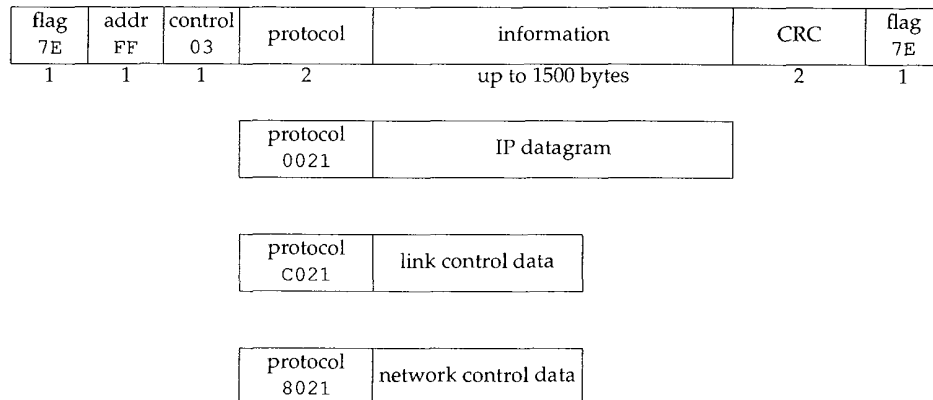 flag addr control protocol information CRC flag
7E FF 03 7E
1 1 1 2 up to 1500 bytes 2 1
protocol
0021
IP datagram
protocol
C021
link control data
protocol
8021
network control data